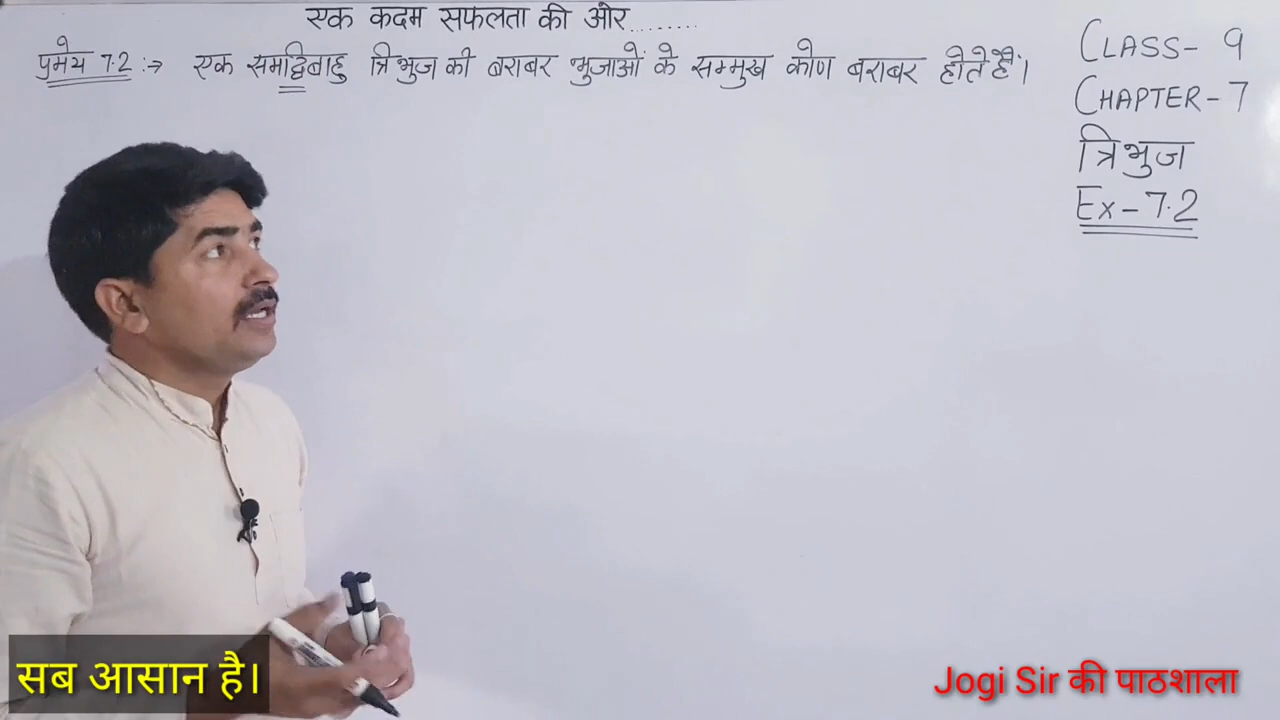 एक कदम सफलता की ओर........
प्रमेय 7.2 :→ एक समद्विबाहु त्रिभुज की बराबर भुजाओं के सम्मुख कोण बराबर होते हैं।
CLASS- 9
CHAPTER- 7
त्रिभुज
Ex- 7.2
सब आसान है।
Jogi Sir की पाठशाला